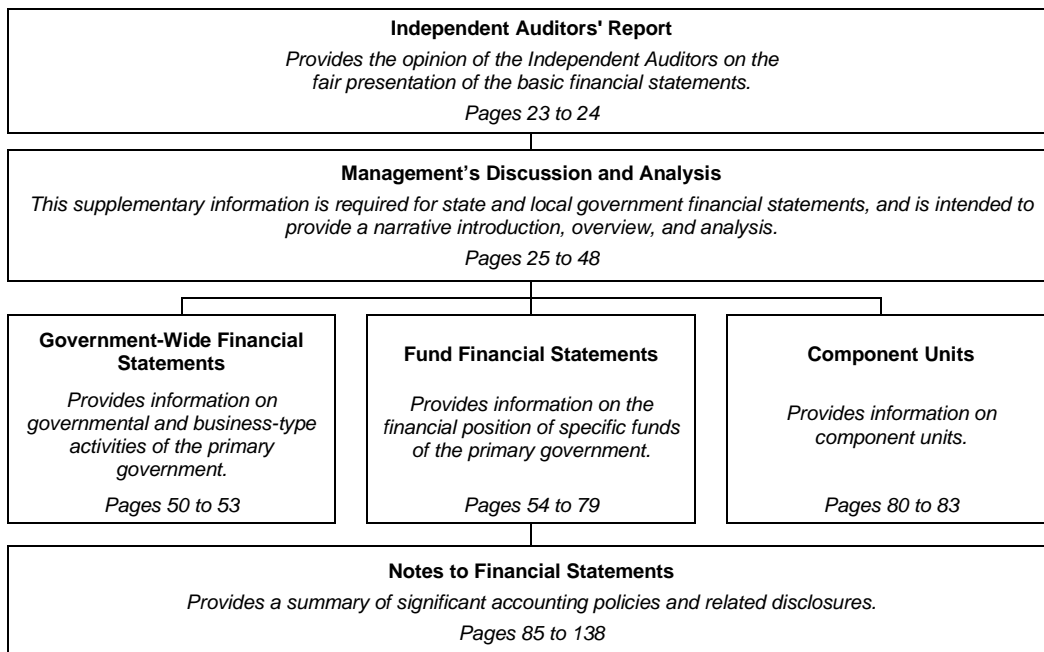 Independent Auditors' Report
Provides the opinion of the Independent Auditors on the
fair presentation of the basic financial statements.
Pages 23 to 24
Management’s Discussion and Analysis
This supplementary information is required for state and local government financial statements, and is intended to
provide a narrative introduction, overview, and analysis.
Pages 25 to 48
Government-Wide Financial
Statements
Provides information on
governmental and business-type
activities of the primary
government.
Pages 50 to 53
Fund Financial Statements
Provides information on the
financial position of specific funds
of the primary government.
Pages 54 to 79
Component Units
Provides information on
component units.
Pages 80 to 83
Notes to Financial Statements
Provides a summary of significant accounting policies and related disclosures.
Pages 85 to 138